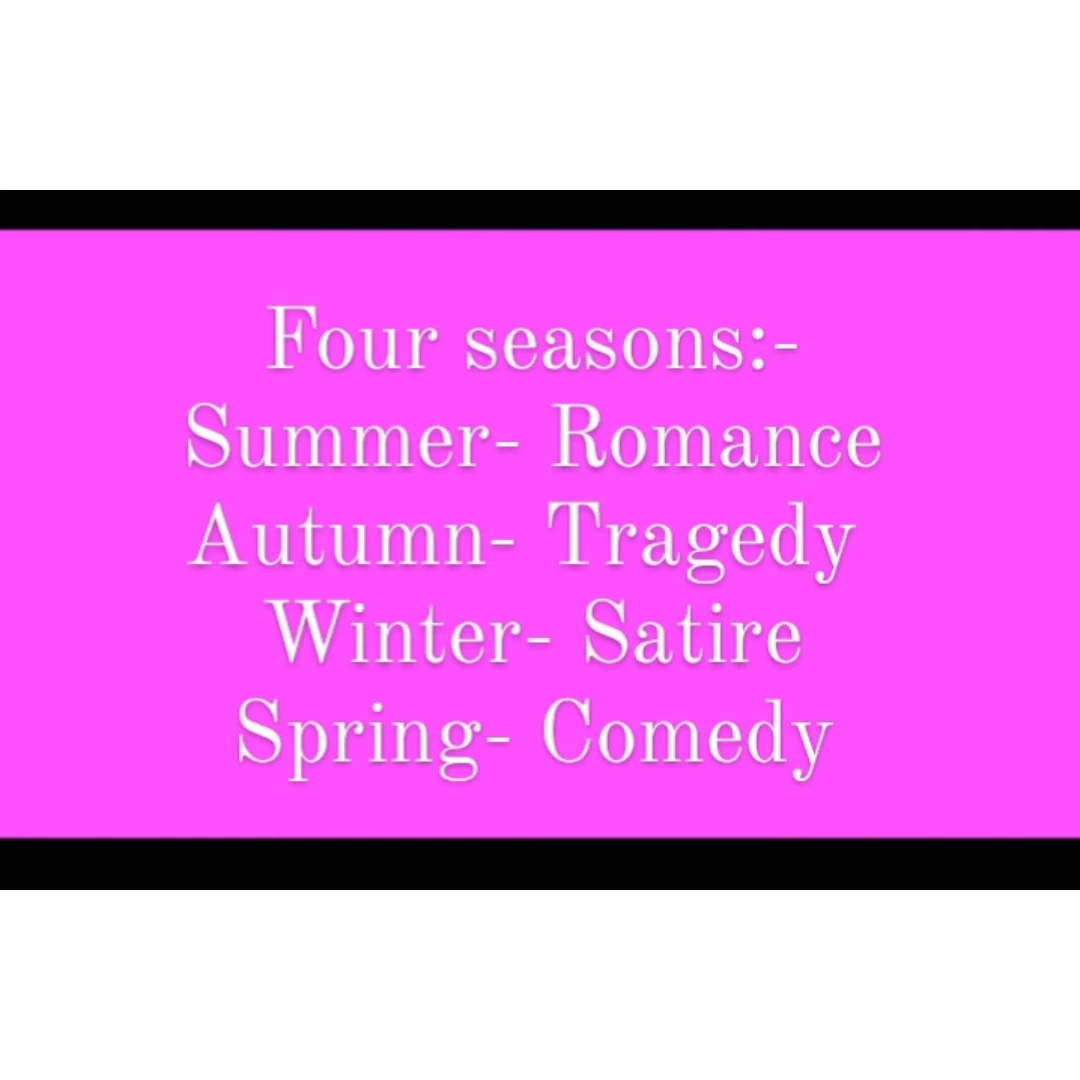 Four seasons:-
Summer- Romance
Autumn- Tragedy
Winter- Satire
Spring- Comedy